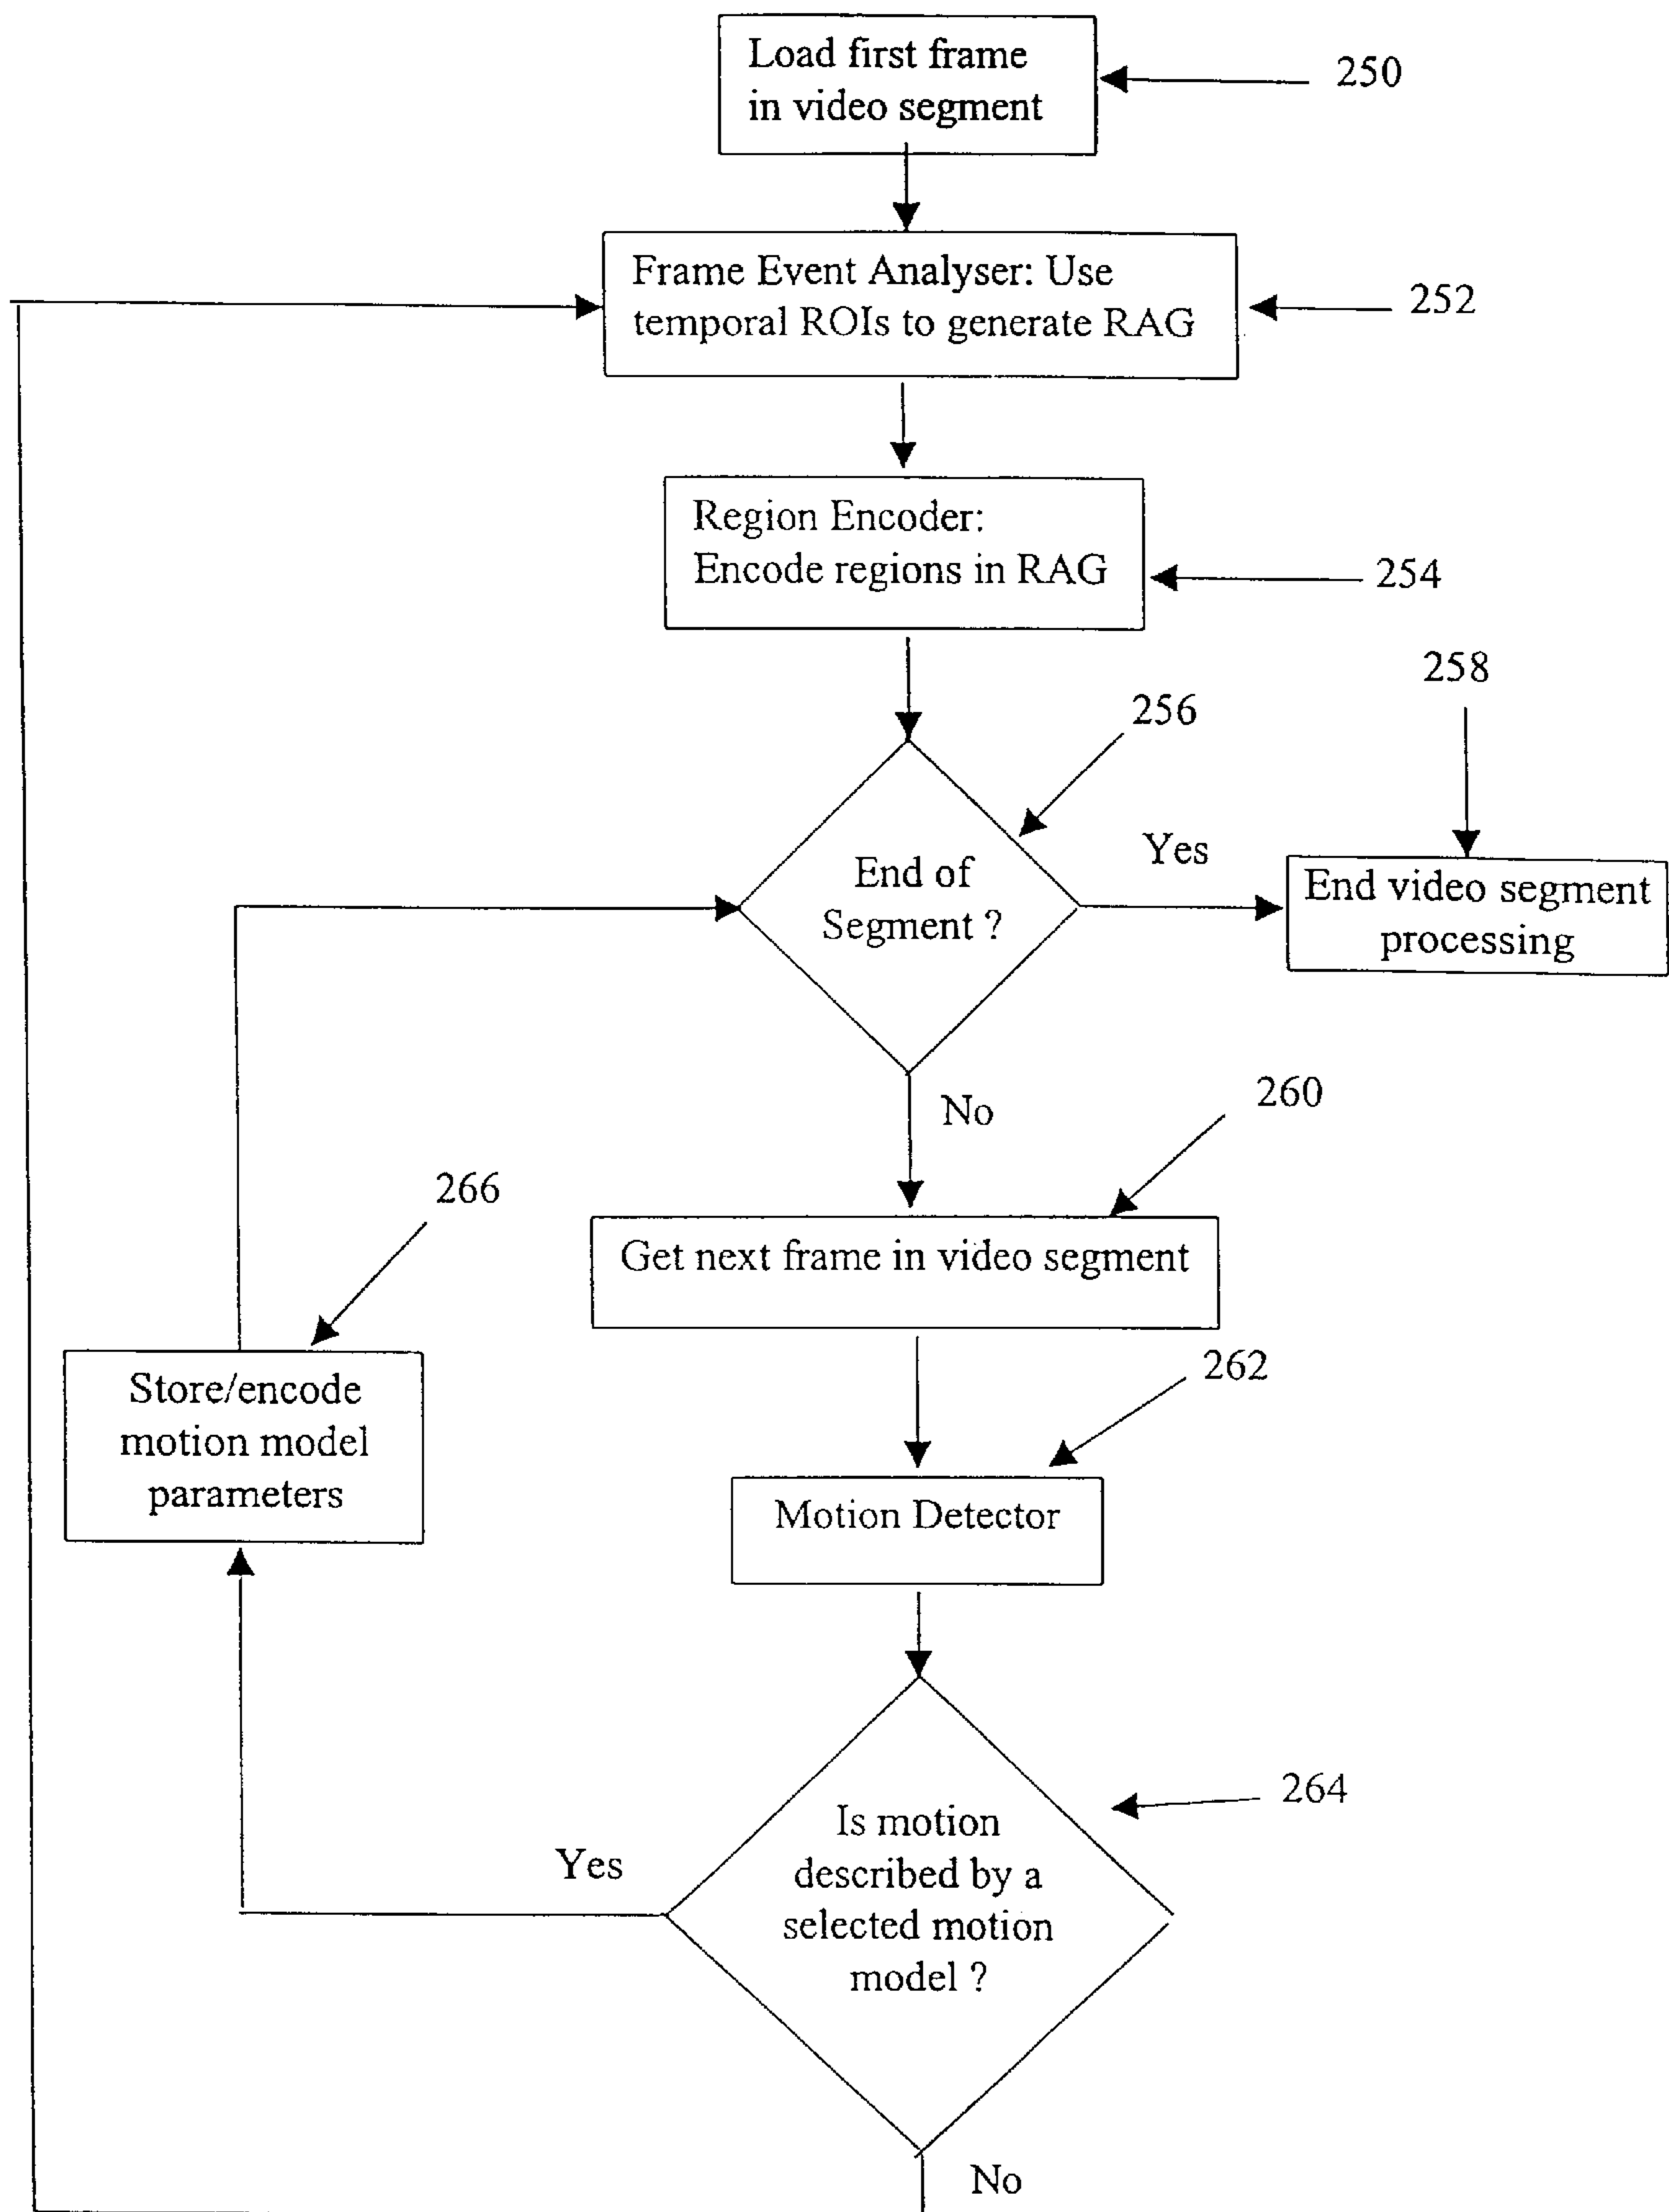 Load first frame
in video segment
250
Frame Event Analyser: Use
temporal ROIs to generate RAG
252
Region Encoder:
Encode regions in RAG
254
258
256
End of
Segment ?
Yes
End video segment
processing
No
260
266
Get next frame in video segment
262
Store/encode
motion model
parameters
Motion Detector
264
Is motion
described by a
selected motion
model ?
Yes
No